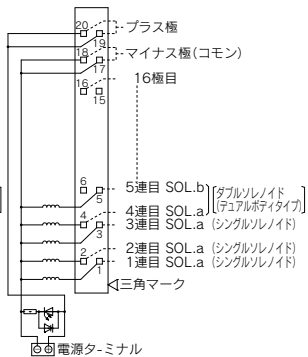 20
プラス極
19
18
マイナス極(コモン)
17
16
16極目
15
6
5連目 SOL.b
ダブルソレノイド
5
(デュアルボディタイプ)
4連目 SOL.a
4
3連目 SOL.a (シングルソレノイド)
3
2連目 SOL.a (シングルソレノイド)
2
1連目 SOL.a (シングルソレノイド)
1
三角マーク
電源ターミナル